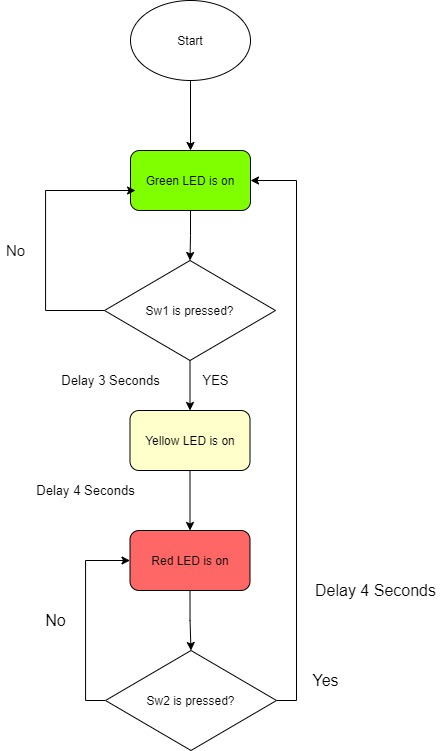 Start
Green LED is on
No
Sw1 is pressed?
Delay 3 Seconds
YES
Yellow LED is on
Delay 4 Seconds
Red LED is on
Delay 4 Seconds
No
Yes
Sw2 is pressed?